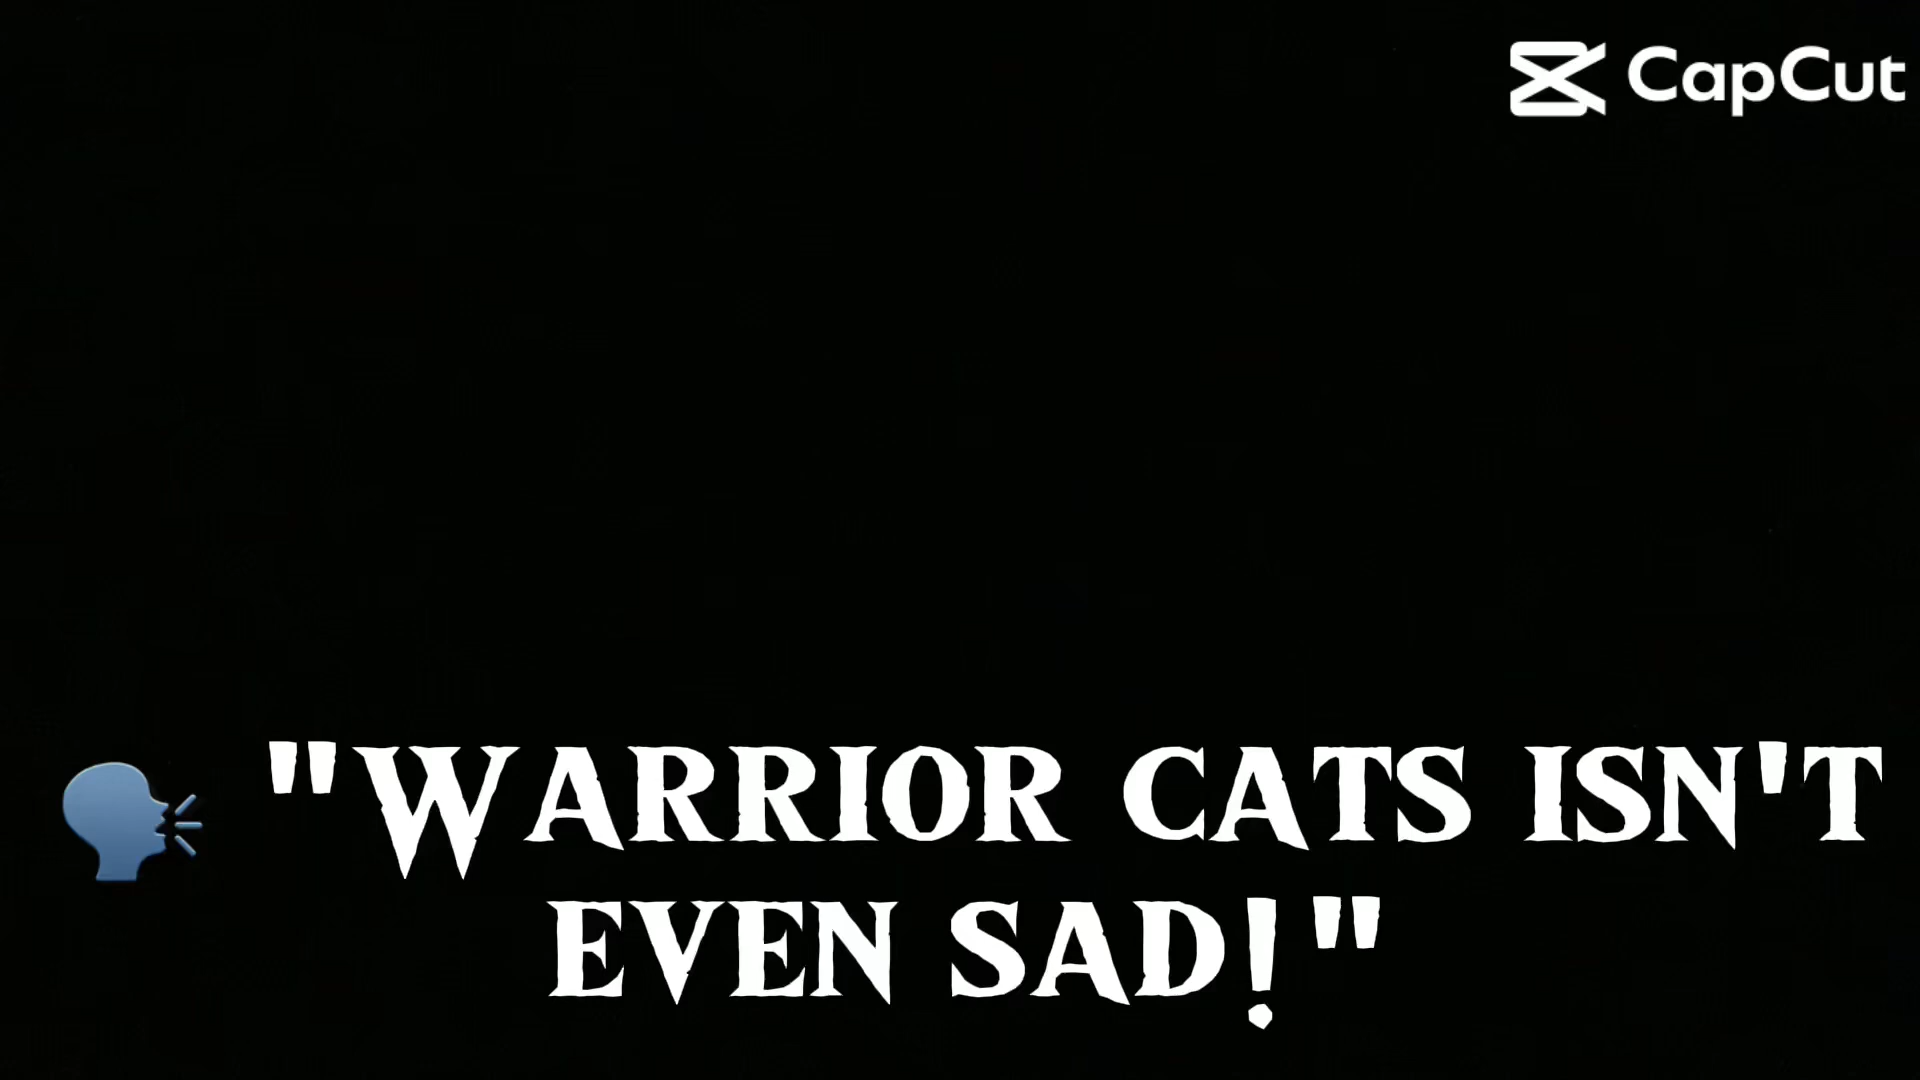 CapCut
🗣 "WARRIOR CATS ISN'T
EVEN SAD!"